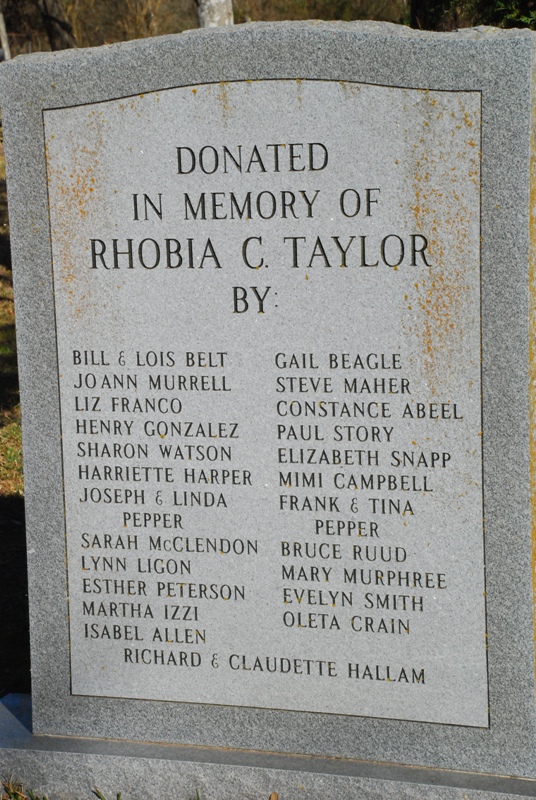 DONATED
IN MEMORY OF
RHOBIA C. TAYLOR
BY:
BILL & LOIS BELT
JO ANN MURRELL
LIZ FRANCO
HENRY GONZALEZ
SHARON WATSON
HARRIETTE HARPER
JOSEPH & LINDA
PEPPER
SARAH McCLENDON
LYNN LIGON
ESTHER PETERSON
MARTHA IZZI
ISABEL ALLEN
GAIL BEAGLE
STEVE MAHER
CONSTANCE ABEEL
PAUL STORY
ELIZABETH SNAPP
MIMI CAMPBELL
FRANK & TINA
PEPPER
BRUCE RUUD
MARY MURPHREE
EVELYN SMITH
OLETA CRAIN
RICHARD & CLAUDETTE HALLAM